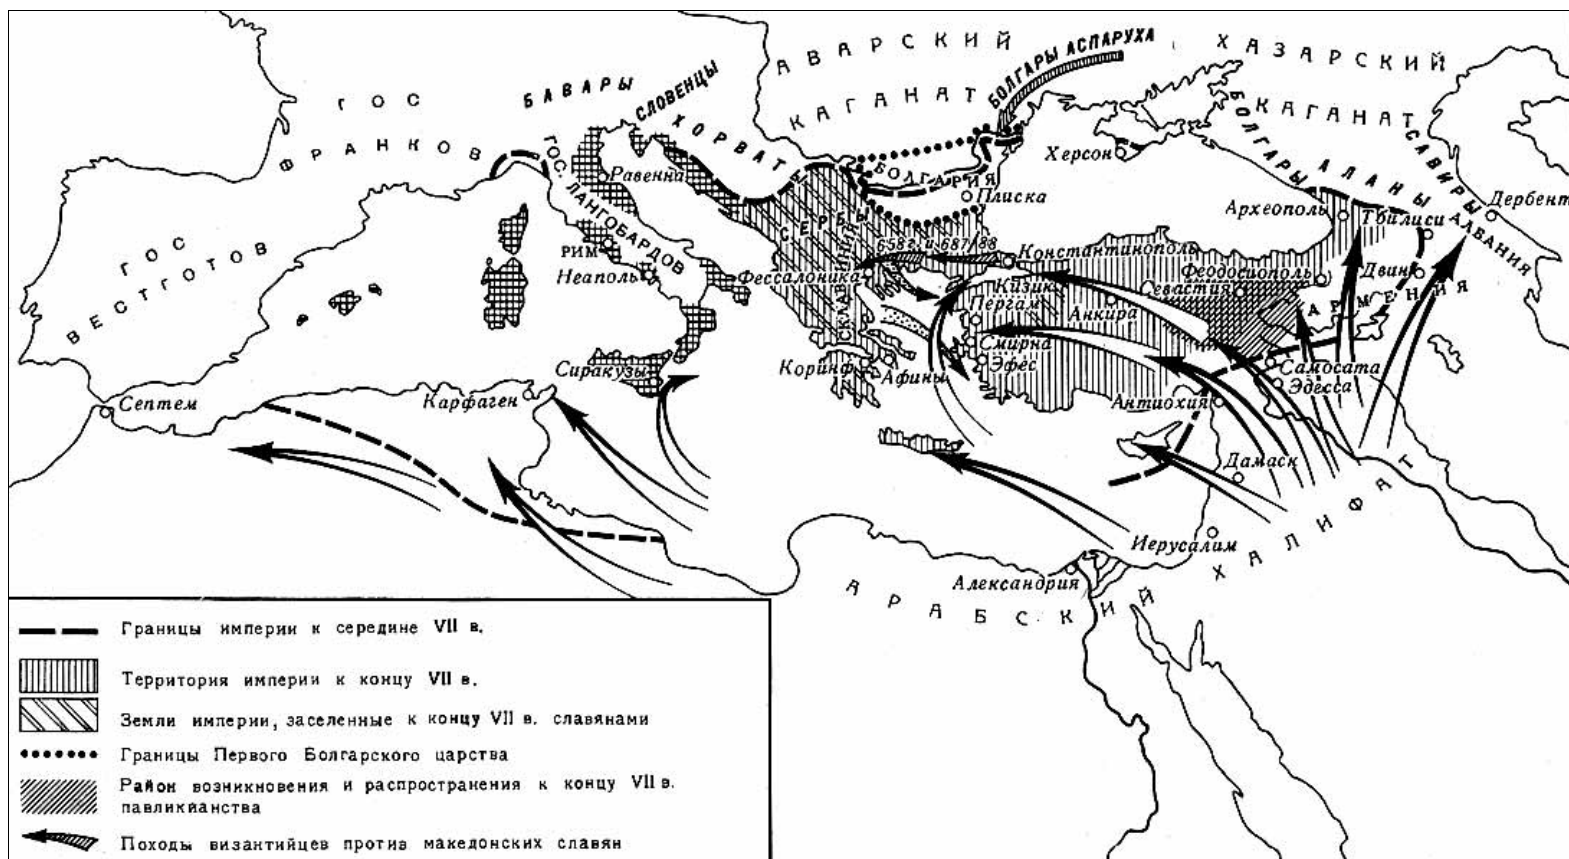 АВАРСКИЙ
КАГАНАТ
БОЛГАРЫ АСПАРУХА
ХАЗАРСКИЙ
КАГАНАТ
БОЛГАРЫ
АЛАНЫ
САВИРЫ
БАВАРЫ
СЛОВЕНЦЫ
ХОРВАТЫ
ГОС
ФРАНКОВ
ГОС. ЛАНГОБАРДОВ
Равенна
БОЛГАРИЯ
Плиска
Херсон
Археополь
Тбилиси
Дербент
АЛБАНИЯ
ГОС
ВЕСТГОТОВ
РИМ
Неаполь
СЕРБЫ
658г. и 687/88
Константинополь
Фессалоника
Кизик
Пергам
Анкира
Севастия
Феодосиополь
Двин
АРМЕНИЯ
Смирна
Эфес
Коринф
Афины
Самосата
Эдесса
Антиохия
Сиракузы
Септем
Карфаген
Дамаск
Иерусалим
Александрия
АРАБСКИЙ ХАЛИФАТ
Границы империи к середине VII в.
Территория империи к концу VII в.
Земли империи, заселенные к концу VII в. славянами
Границы Первого Болгарского царства
Район возникновения и распространения к концу VII в.
павликианства
Походы византийцев против македонских славян